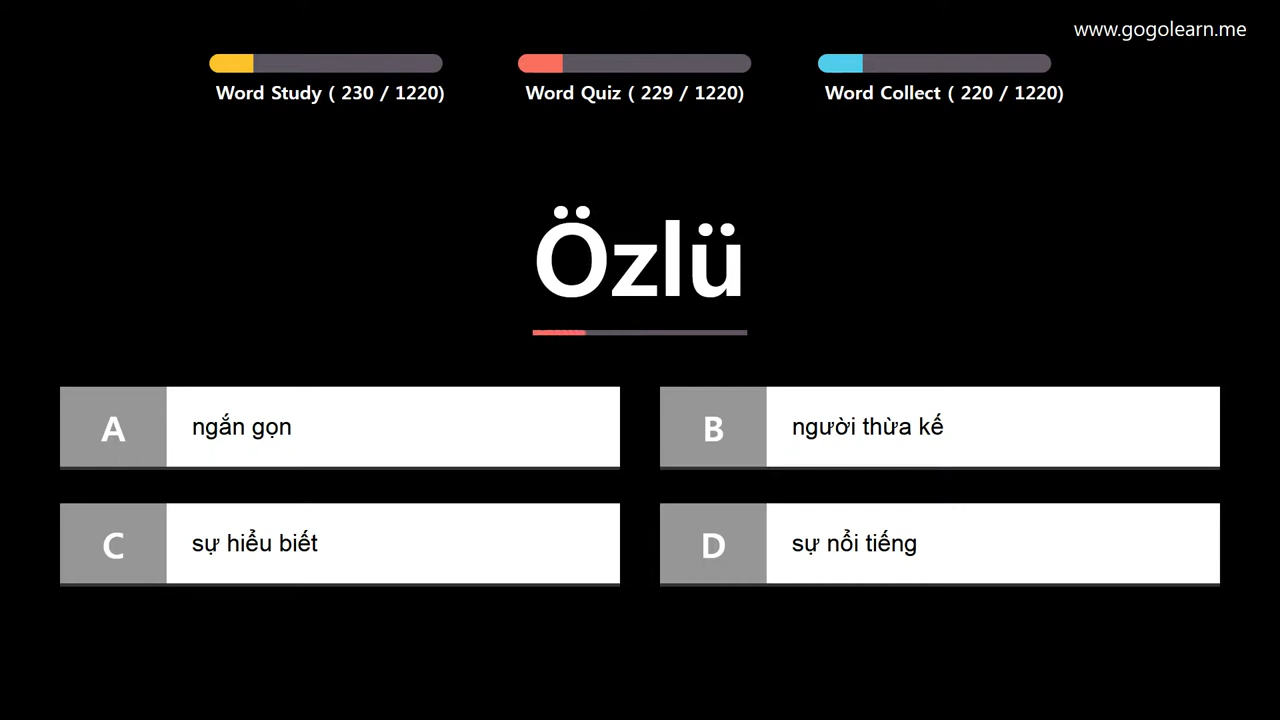 www.gogolearn.me
Word Study ( 230 / 1220)
Word Quiz ( 229 / 1220)
Word Collect ( 220 / 1220)
Özlü
A
ngắn gọn
B
người thừa kế
C
sự hiểu biết
D
sự nổi tiếng